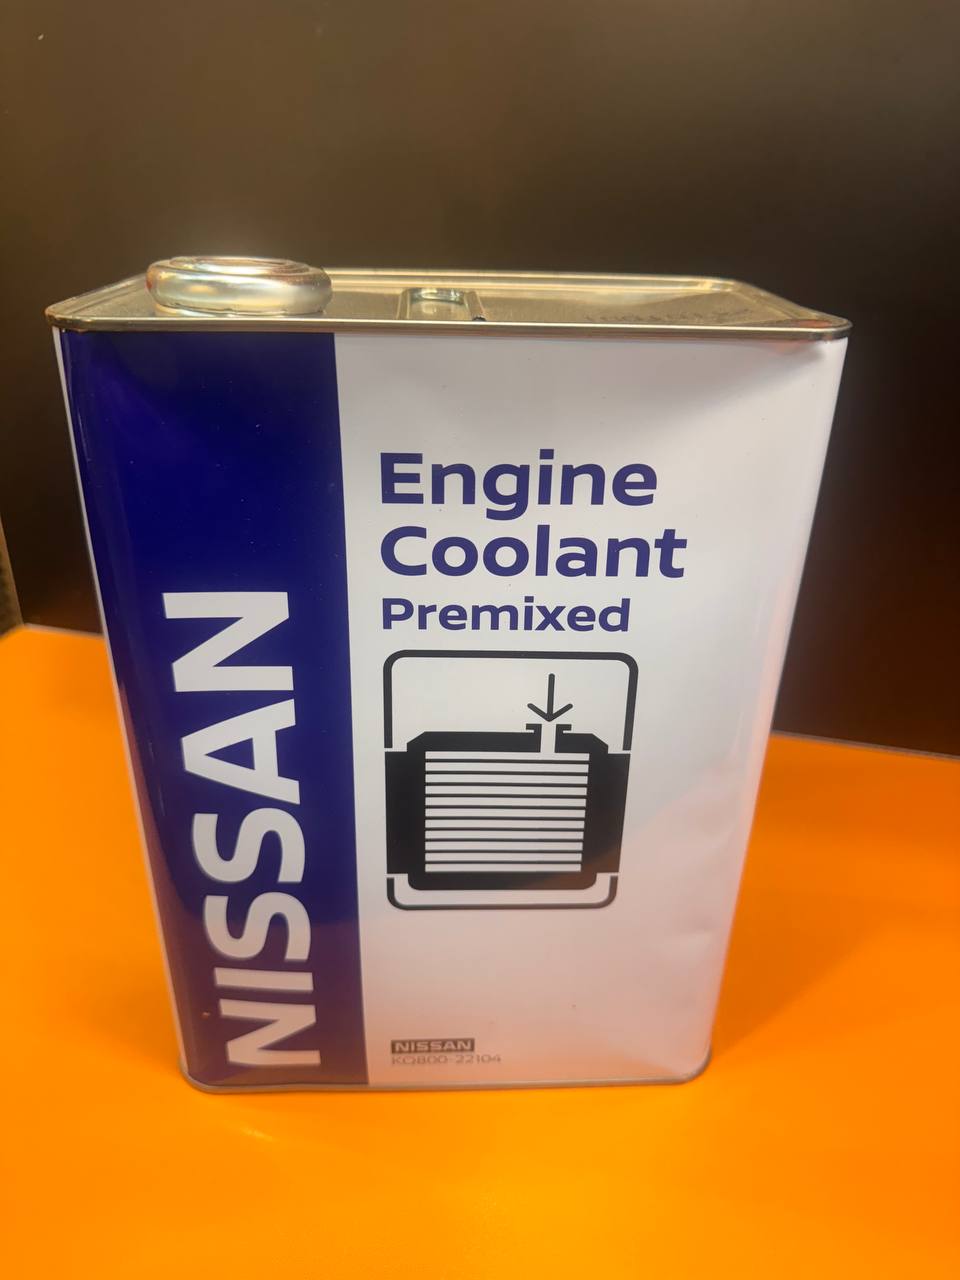 NISSAN
Engine
Coolant
Premixed
NISSAN
KQ800-22104